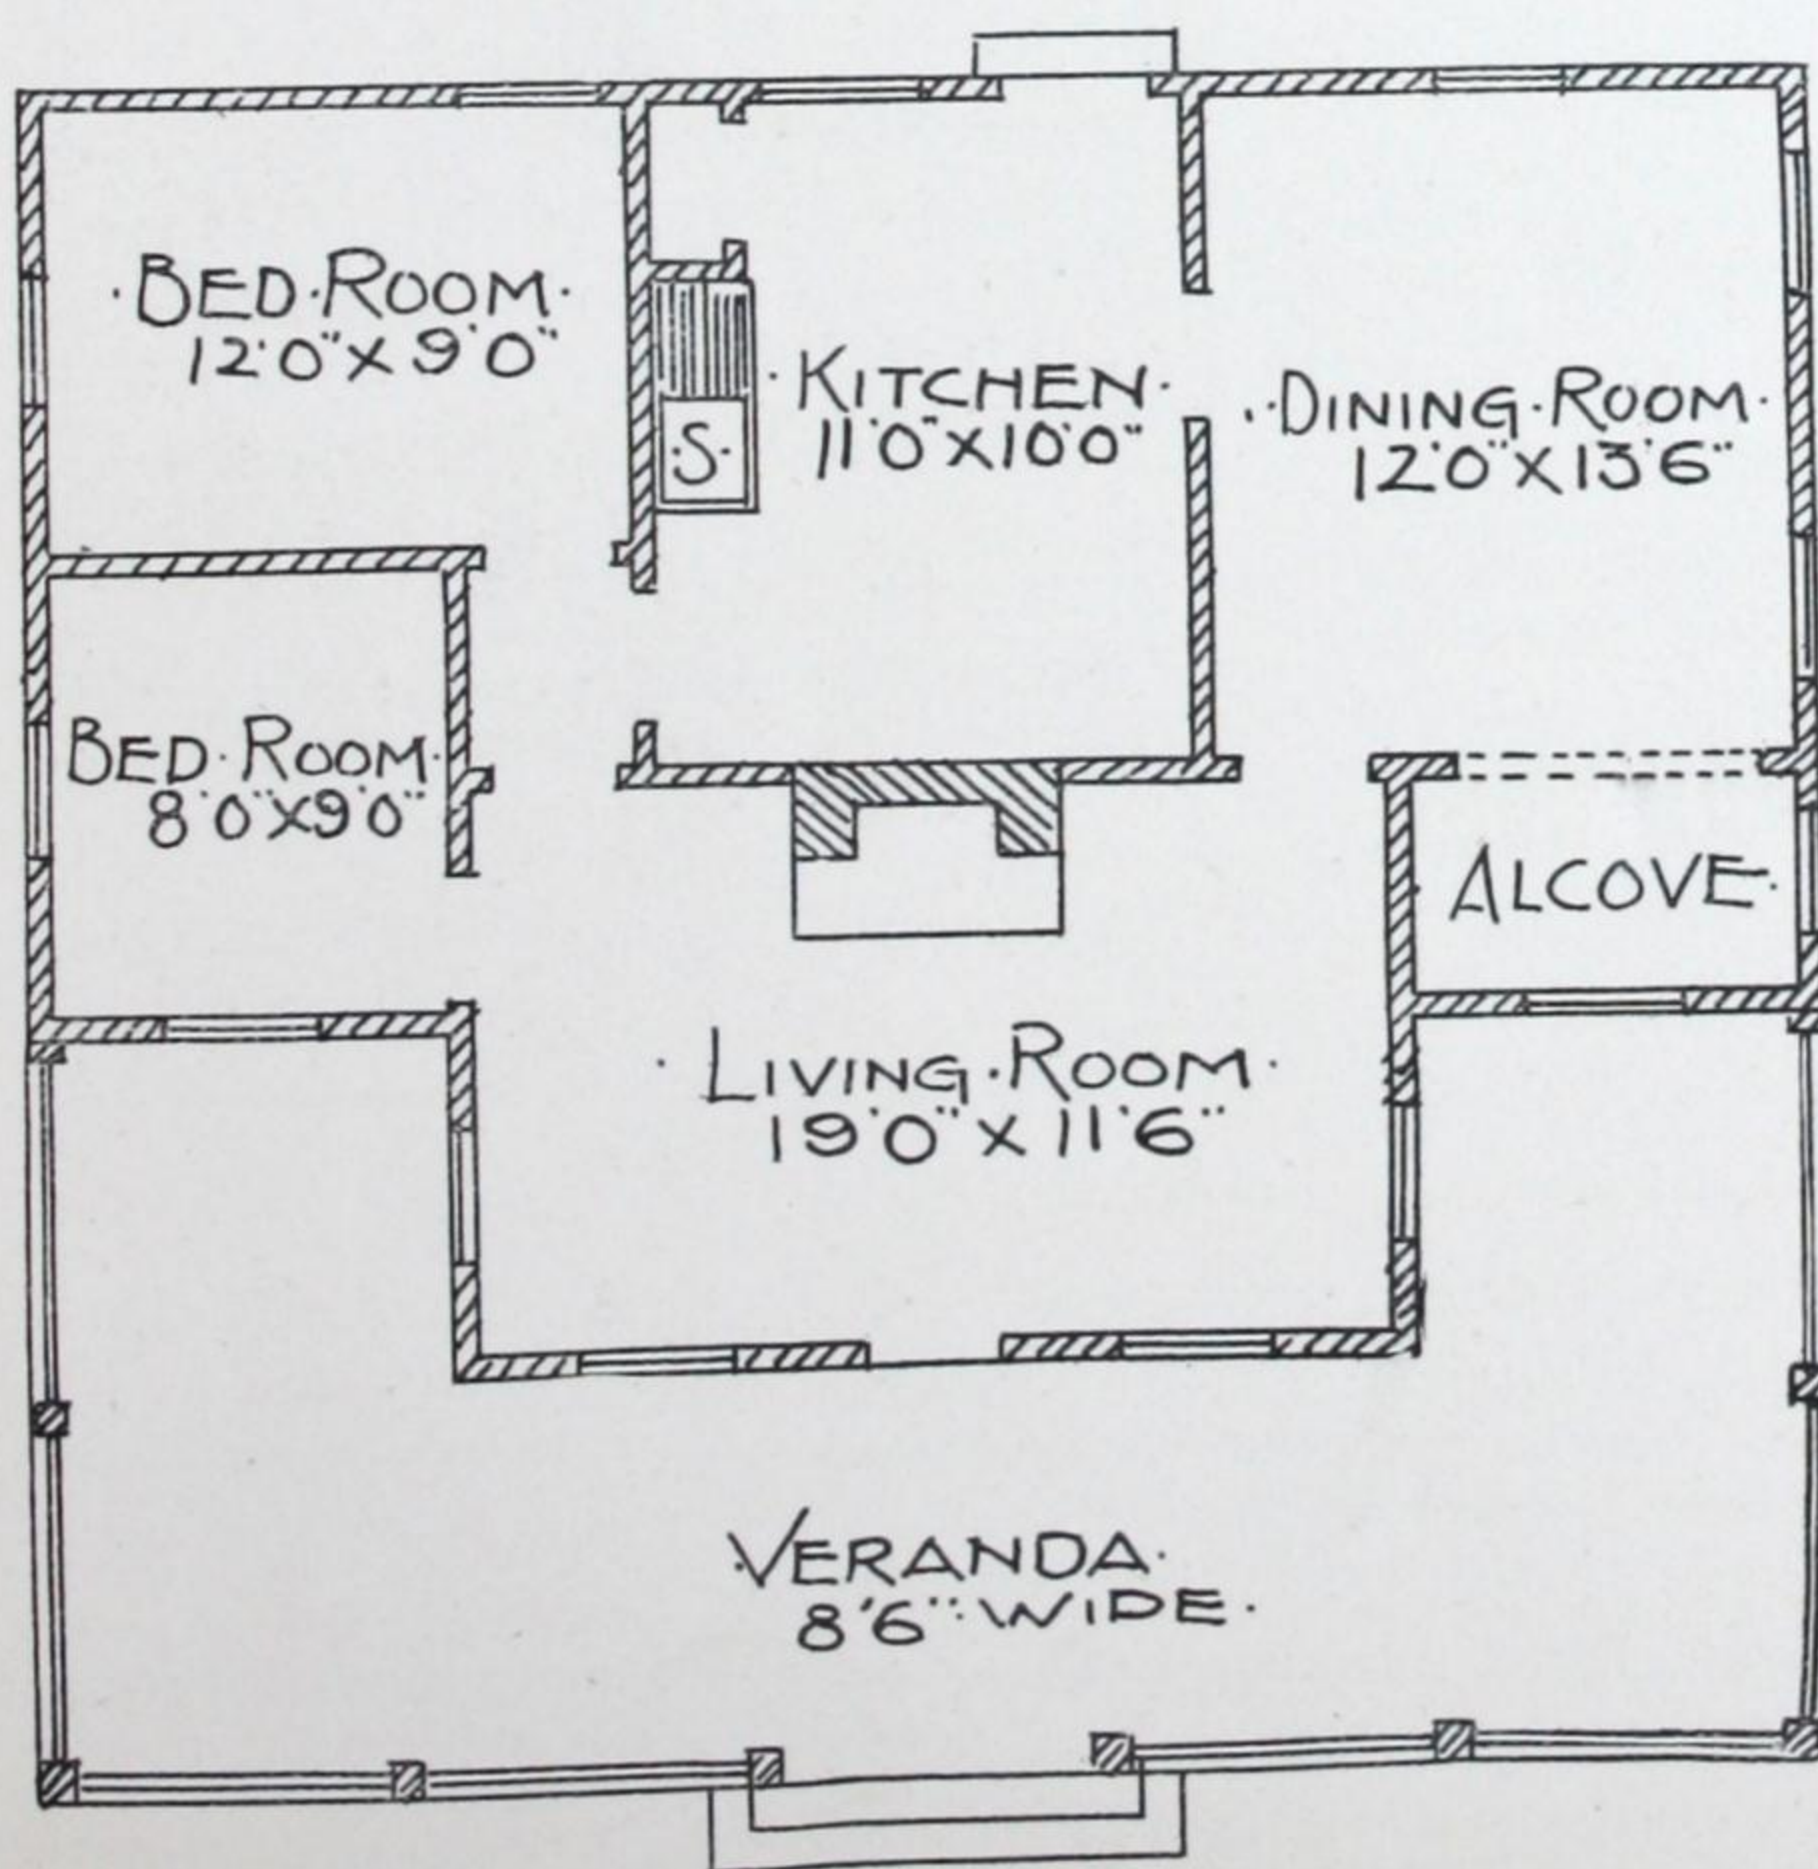 ·BED·ROOM·
12'0"X9'0"
·KITCHEN·
11'0"X10'0"
·DINING·ROOM·
12'0"X13'6"
·S·
BED·ROOM·
8'0"X9'0"
ALCOVE·
·LIVING·ROOM·
19'0"X11'6"
·VERANDA·
8'6"·WIDE·